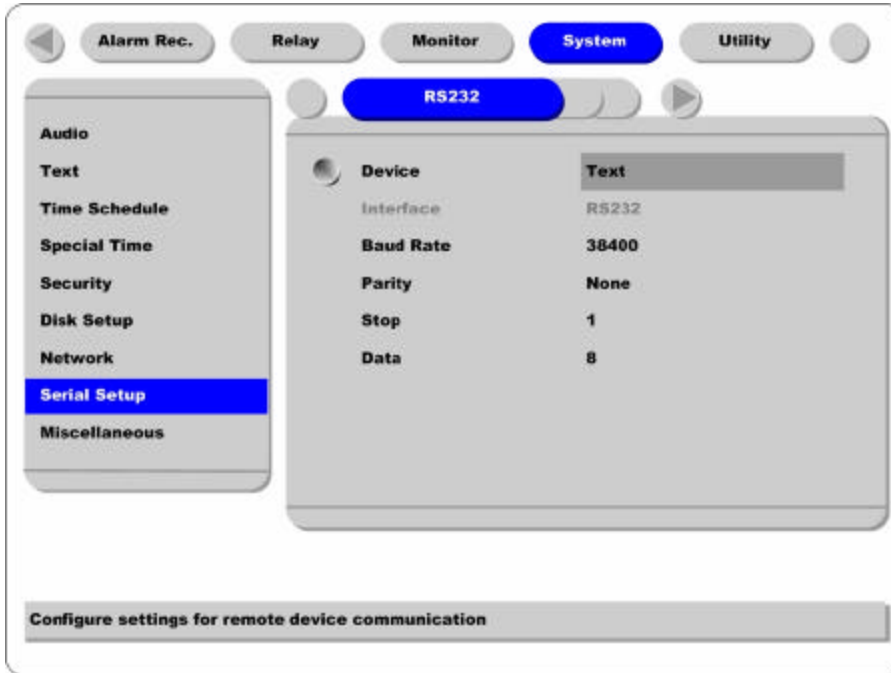 Alarm Rec. Relay Monitor System Utility
RS232
Audio
Text
Time Schedule
Special Time
Security
Disk Setup
Network
Serial Setup
Miscellaneous
Device Text
Interface RS232
Baud Rate 38400
Parity None
Stop 1
Data 8
Configure settings for remote device communication